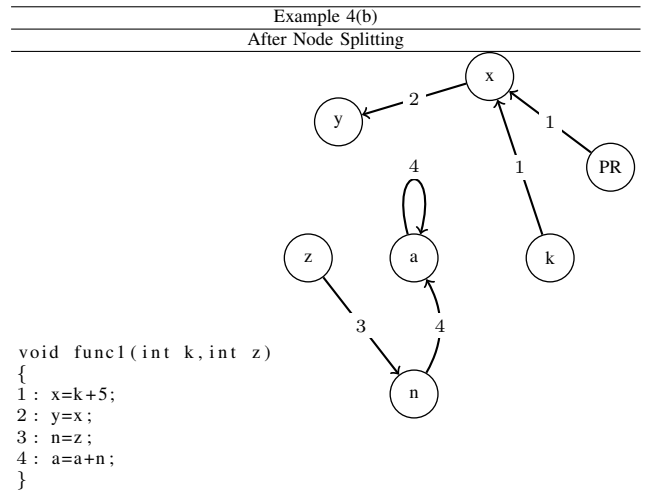 Example 4(b)
After Node Splitting
x
2
y
1
PR
4
1
z
a
k
3
4
n
void func1(int k,int z)
{
1: x=k+5;
2: y=x;
3: n=z;
4: a=a+n;
}